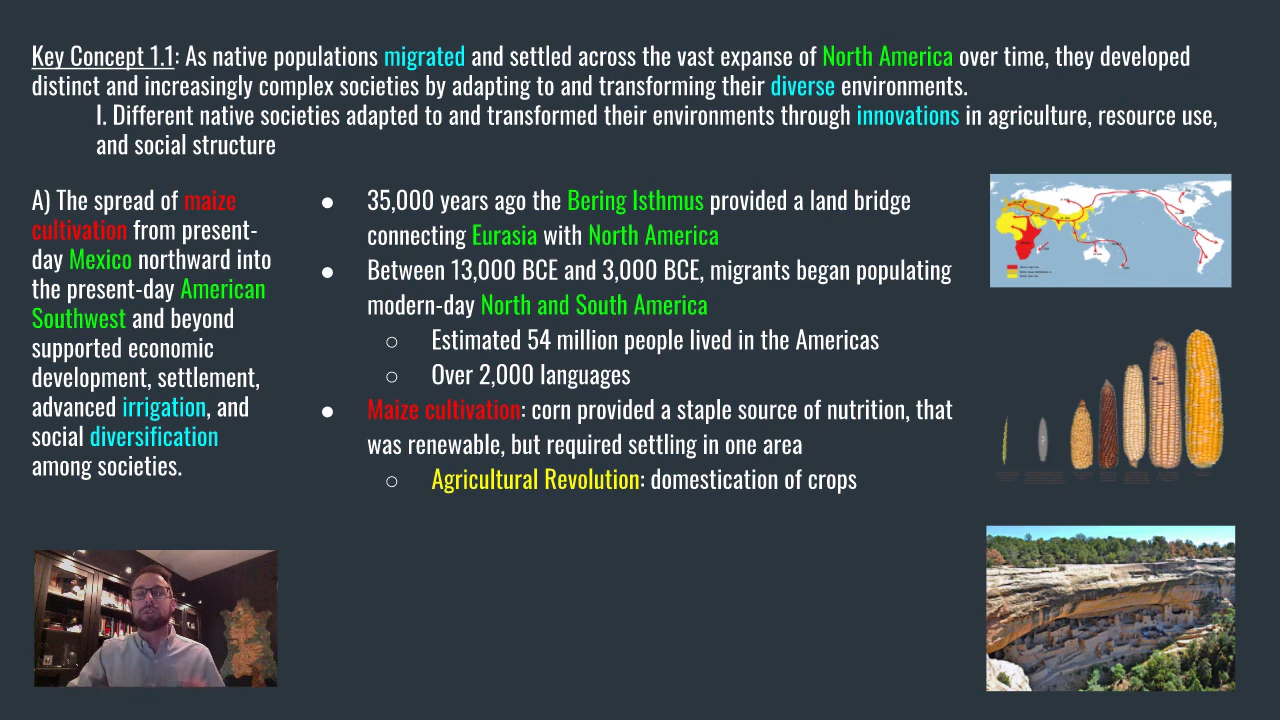 Key Concept 1.1: As native populations migrated and settled across the vast expanse of North America over time, they developed
distinct and increasingly complex societies by adapting to and transforming their diverse environments.
I. Different native societies adapted to and transformed their environments through innovations in agriculture, resource use,
and social structure
A) The spread of maize
cultivation from present-
day Mexico northward into
the present-day American
Southwest and beyond
supported economic
development, settlement,
advanced irrigation, and
social diversification
among societies.
● 35,000 years ago the Bering Isthmus provided a land bridge
connecting Eurasia with North America
● Between 13,000 BCE and 3,000 BCE, migrants began populating
modern-day North and South America
○ Estimated 54 million people lived in the Americas
○ Over 2,000 languages
● Maize cultivation: corn provided a staple source of nutrition, that
was renewable, but required settling in one area
○ Agricultural Revolution: domestication of crops